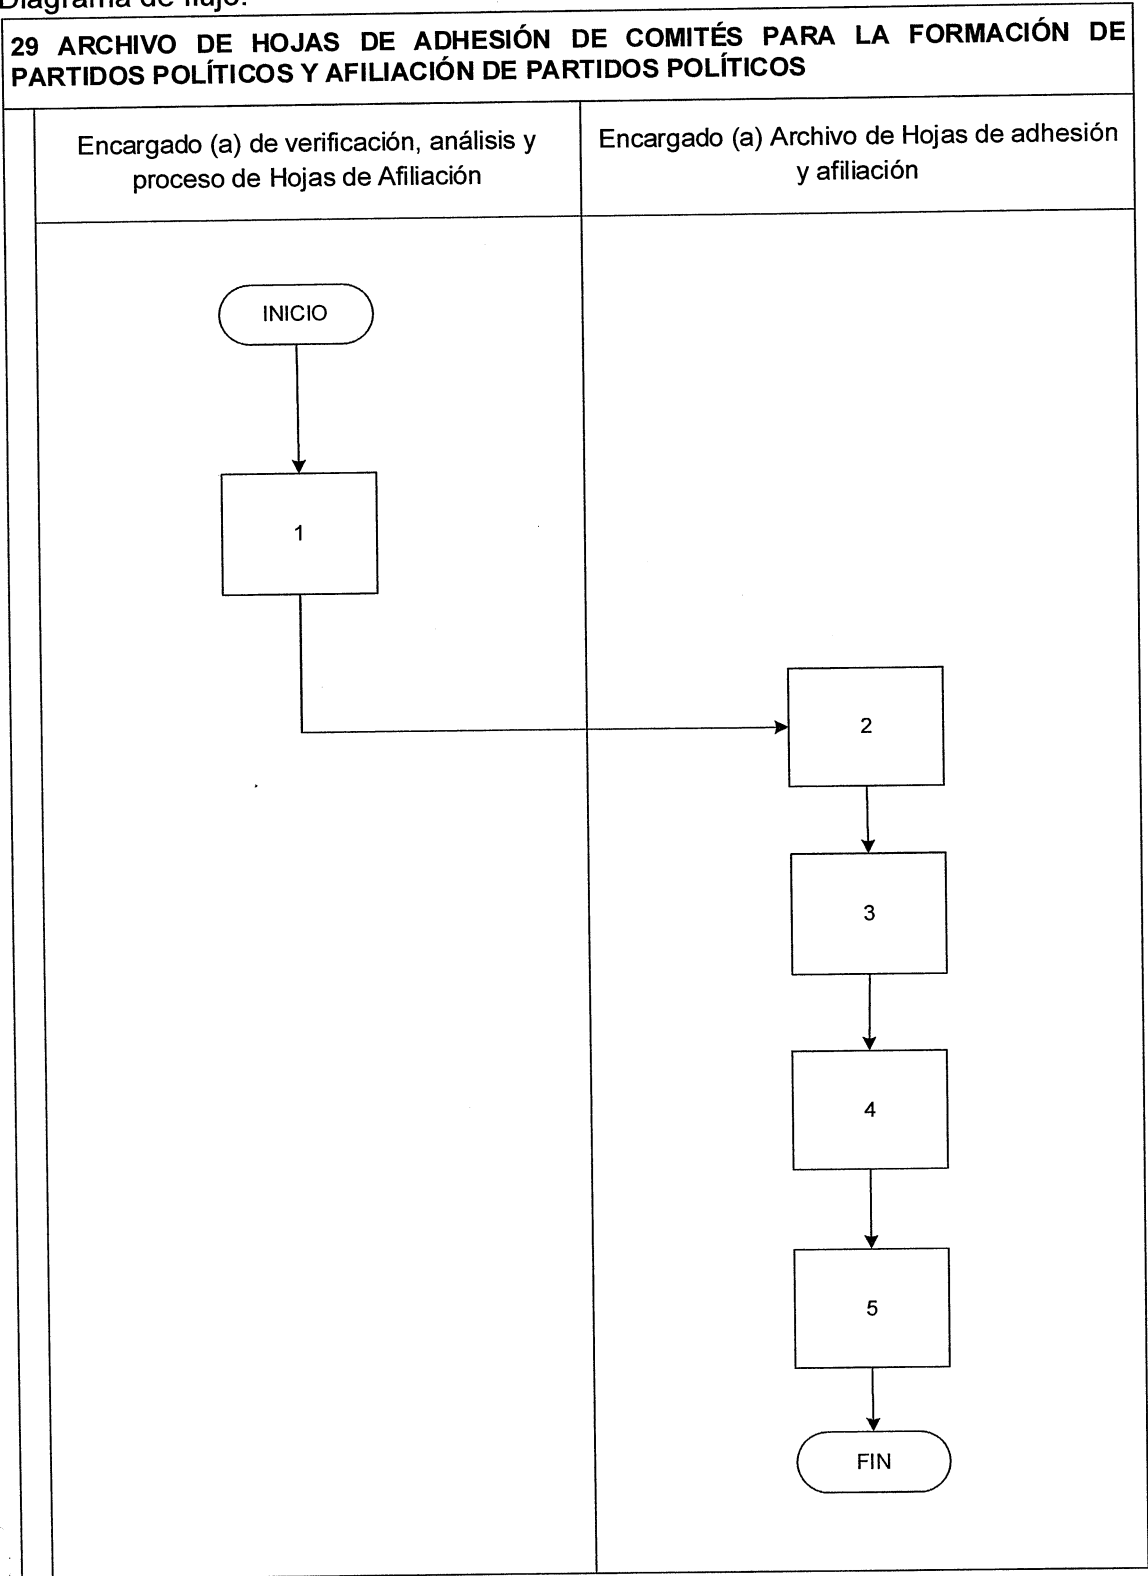 Diagrama de flujo:
29 ARCHIVO DE HOJAS DE ADHESIÓN DE COMITÉS PARA LA FORMACIÓN DE
PARTIDOS POLÍTICOS Y AFILIACIÓN DE PARTIDOS POLÍTICOS
Encargado (a) de verificación, análisis y
proceso de Hojas de Afiliación
Encargado (a) Archivo de Hojas de adhesión
y afiliación
INICIO
1
2
3
4
5
FIN